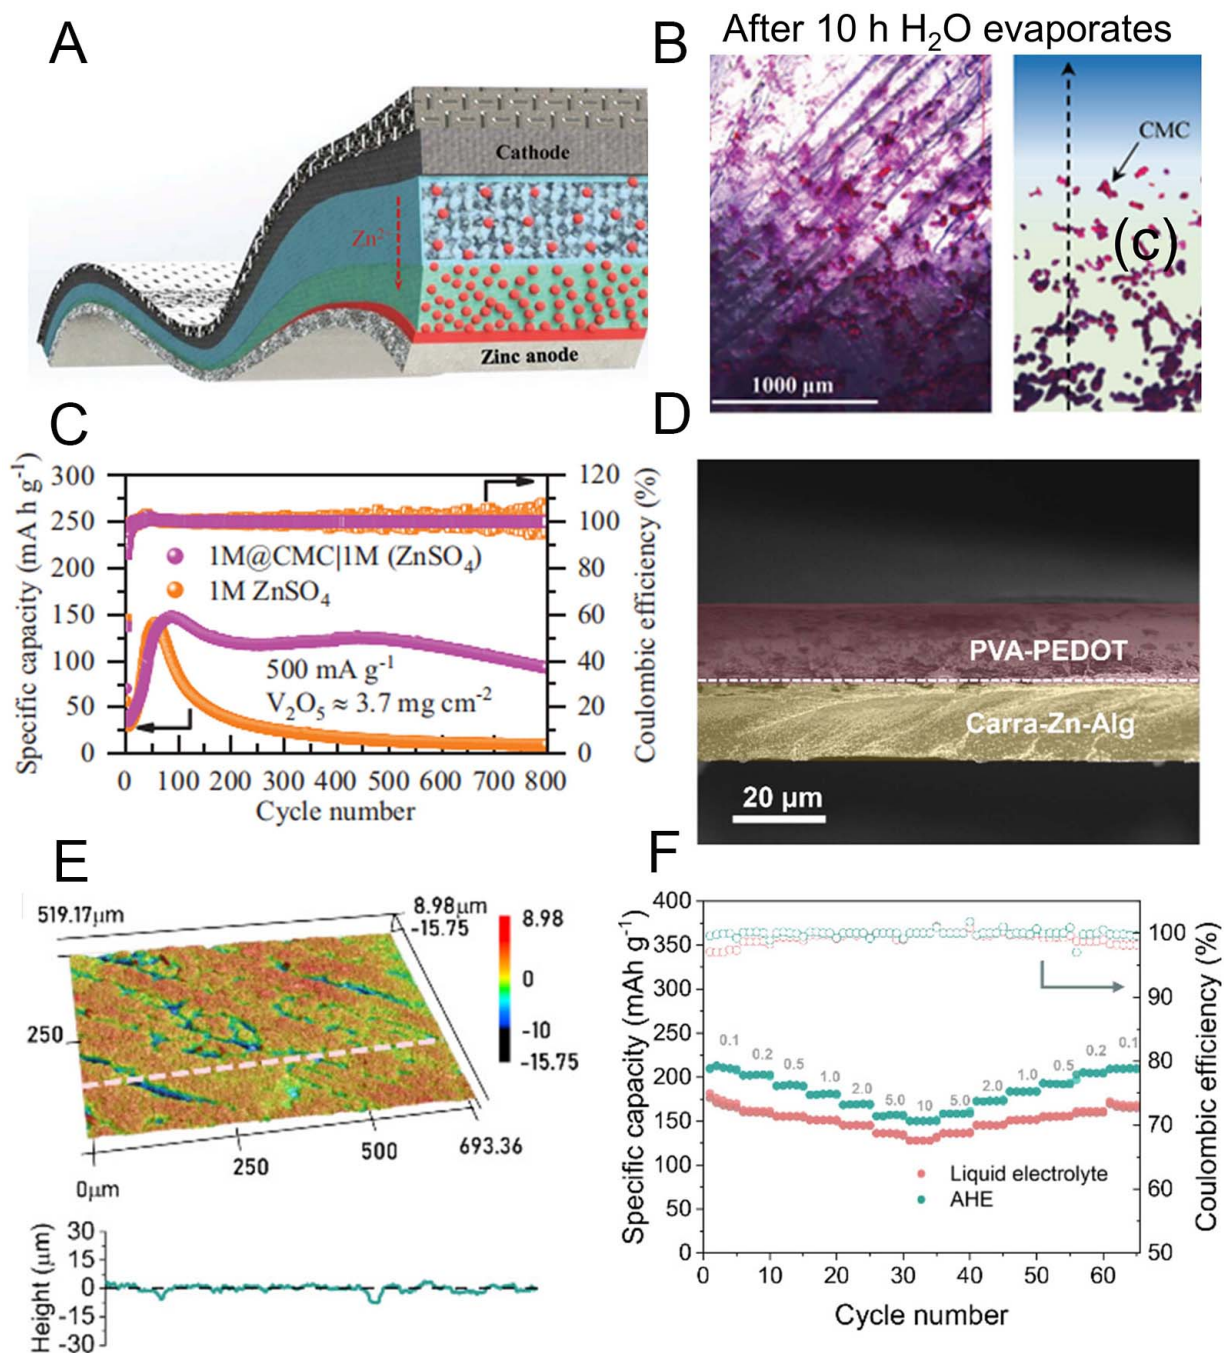 A
Cathode
Zn²⁺
Zinc anode
B
After 10 h H₂O evaporates
1000 μm
CMC
(c)
C
Specific capacity (mA h g⁻¹)
300
250
200
150
100
50
0
120
100
80
60
40
20
0
Coulombic efficiency (%)
1M@CMC|1M (ZnSO₄)
1M ZnSO₄
500 mA g⁻¹
V₂O₅ ≈ 3.7 mg cm⁻²
0 100 200 300 400 500 600 700 800
Cycle number
D
PVA-PEDOT
Carra-Zn-Alg
20 μm
E
519.17μm
8.98μm
-15.75
250
0μm
250
500
693.36
8.98
0
-10
-15.75
Height (μm)
30
15
0
-15
-30
F
Specific capacity (mAh g⁻¹)
400
350
300
250
200
150
100
50
0
100
90
80
70
60
50
Coulombic efficiency (%)
0.1 0.2 0.5 1.0 2.0 5.0 10 5.0 2.0 1.0 0.5 0.2 0.1
Liquid electrolyte
AHE
0 10 20 30 40 50 60
Cycle number